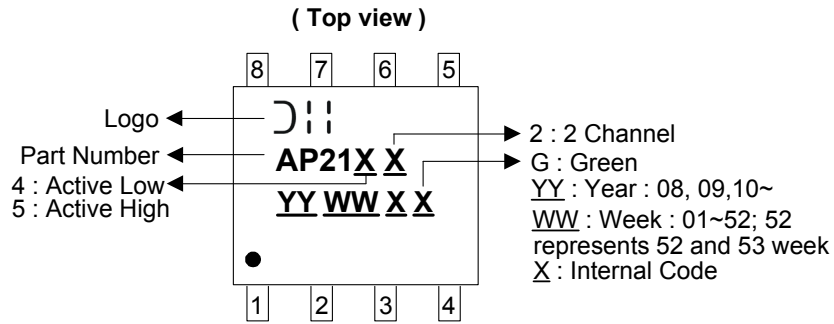 ( Top view )
8 7 6 5
Logo
Part Number
4 : Active Low
5 : Active High
AP21X X
YY WW X X
2 : 2 Channel
G : Green
YY : Year : 08, 09,10~
WW : Week : 01~52; 52
represents 52 and 53 week
X : Internal Code
1 2 3 4